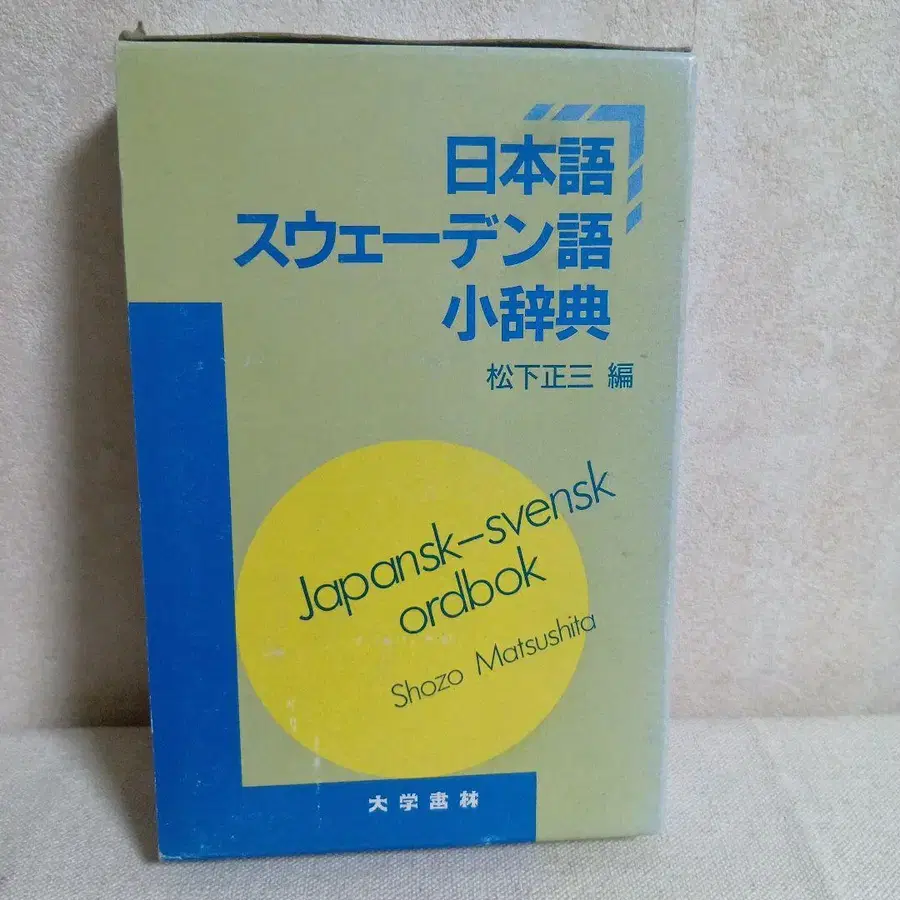 日本語
スウェーデン語
小辞典
松下正三 編
Japansk-svensk
ordbok
Shozo Matsushita
大学書林